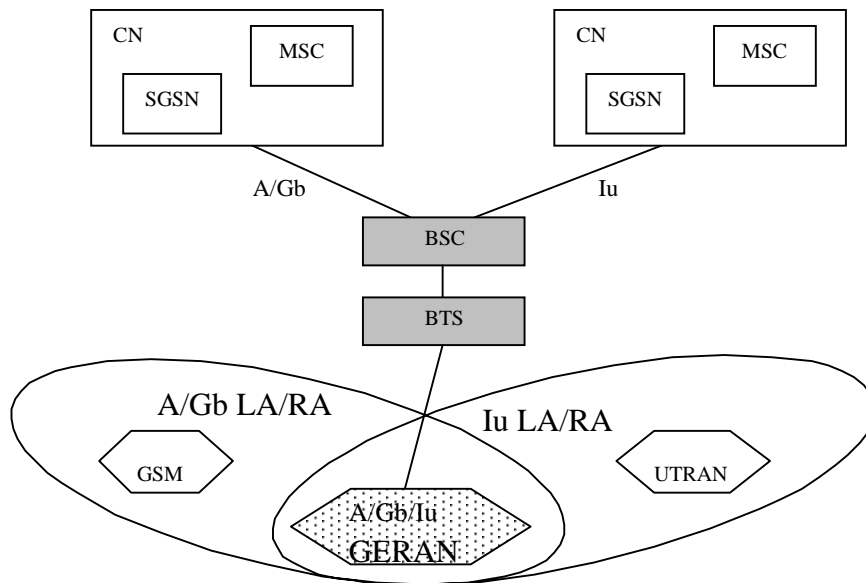 CN
MSC
SGSN
CN
MSC
SGSN
A/Gb
Iu
BSC
BTS
A/Gb LA/RA
Iu LA/RA
GSM
UTRAN
A/Gb/Iu
GERAN